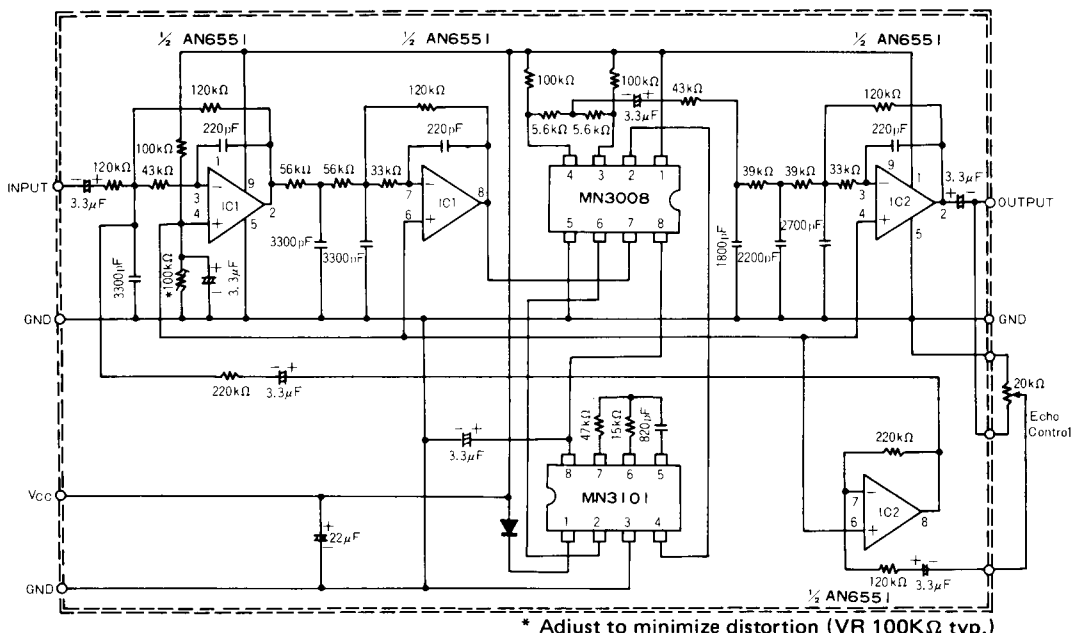 ½ AN6551
½ AN6551
½ AN6551
120kΩ
120kΩ
100kΩ
100kΩ
43kΩ
120kΩ
3.3μF
5.6kΩ
5.6kΩ
220pF
220pF
220pF
100kΩ
1
4
3
2
1
120kΩ
43kΩ
56kΩ
56kΩ
33kΩ
39kΩ
39kΩ
33kΩ
INPUT
- +
3.3μF
3
4
−
+
IC1
9
2
5
7
6
−
+
IC1
8
MN3008
5
6
7
8
3
4
−
+
IC2
9
1
2
5
3.3μF
+ -
OUTPUT
3300pF
*100kΩ
+
-
3.3μF
3300pF
3300pF
1800pF
2200pF
2700pF
GND
GND
220kΩ
- +
3.3μF
20kΩ
Echo
Control
- +
3.3μF
47kΩ
15kΩ
820pF
220kΩ
8
7
6
5
MN3101
1
2
3
4
VCC
+
-
22μF
7
6
−
+
IC2
8
GND
120kΩ
+ -
3.3μF
½ AN6551
* Adjust to minimize distortion (VR 100KΩ typ.)